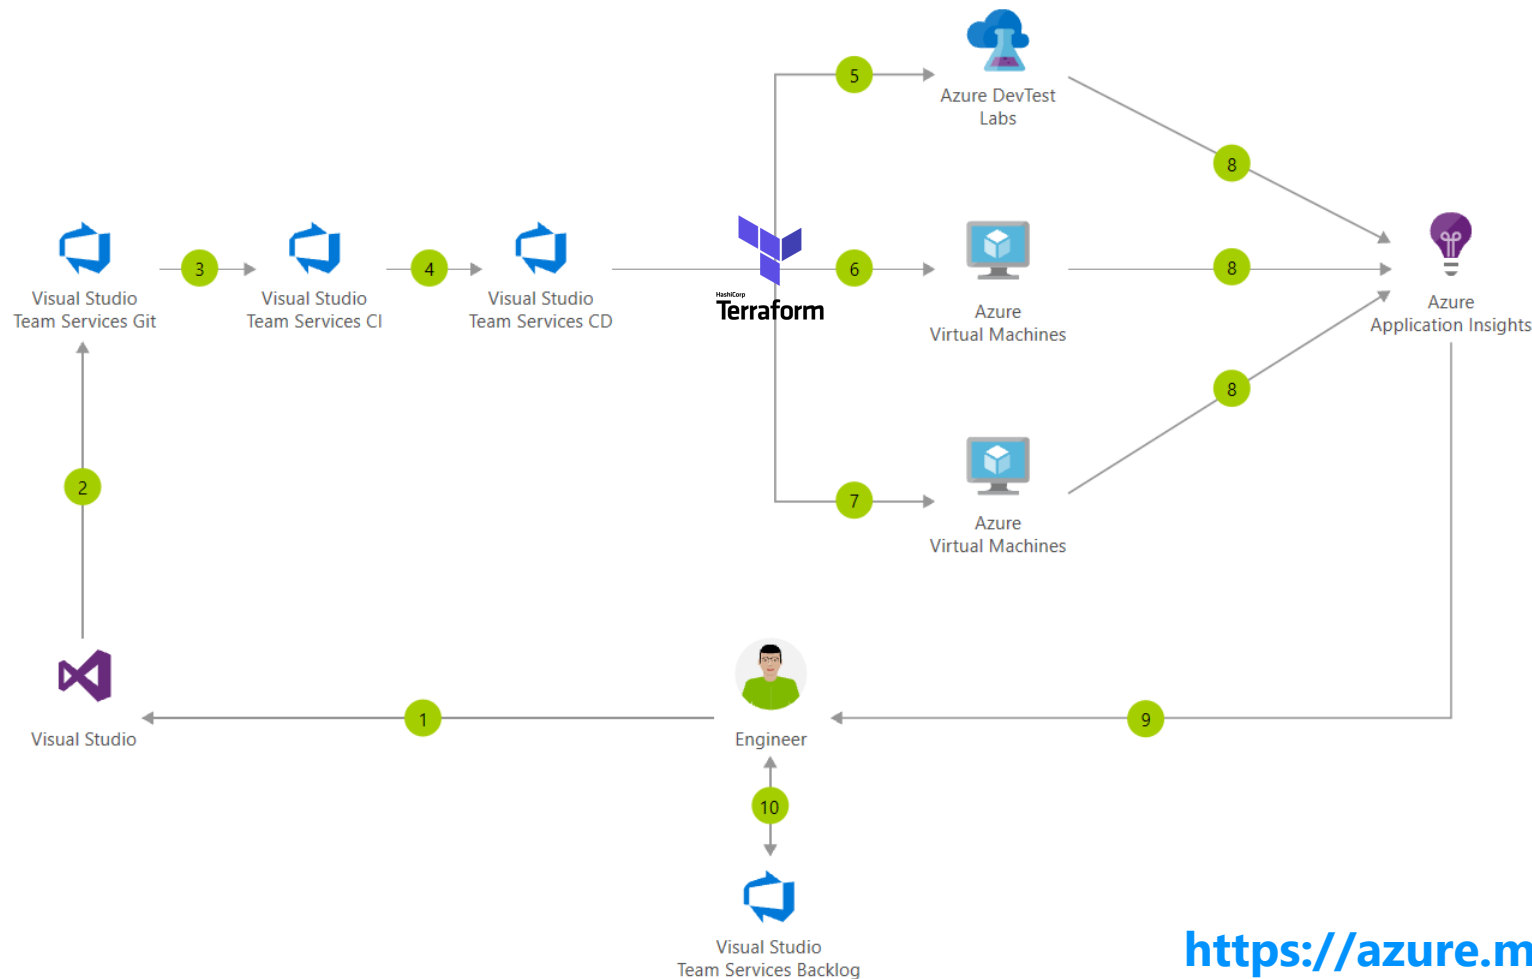 5
Azure DevTest
Labs
8
3
Visual Studio
Team Services Git
4
Visual Studio
Team Services CI
Visual Studio
Team Services CD
HashiCorp
Terraform
6
Azure
Virtual Machines
8
Azure
Application Insights
8
2
7
Azure
Virtual Machines
Visual Studio
1
Engineer
9
10
Visual Studio
Team Services Backlog
https://azure.m